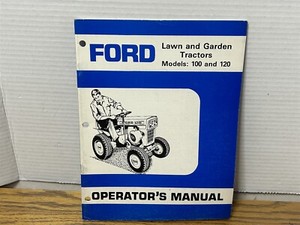 FORD
Lawn and Garden
Tractors
Models: 100 and 120
OPERATOR'S MANUAL